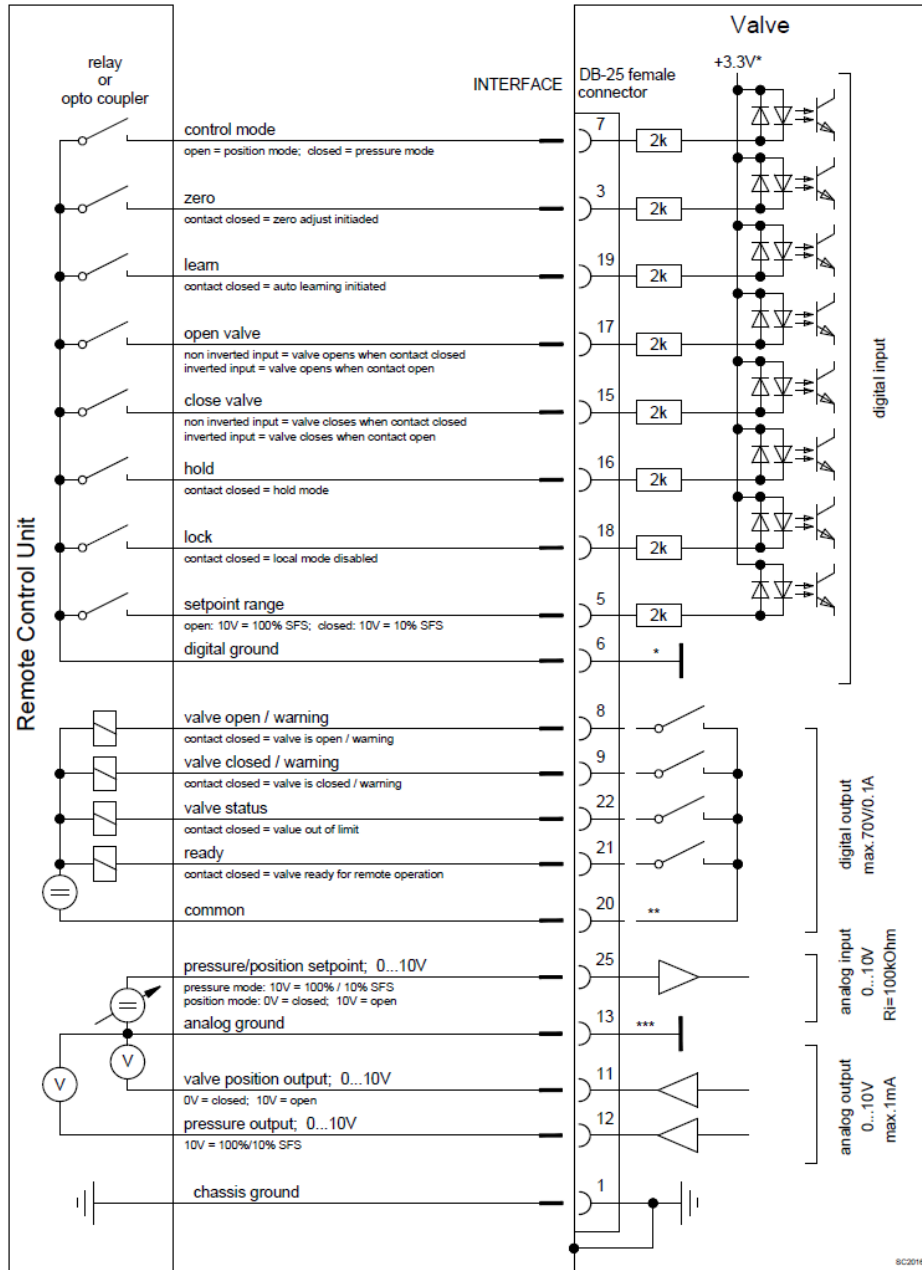 Valve
relay
or
opto coupler
INTERFACE
DB-25 female
connector
+3.3V*
control mode
open = position mode; closed = pressure mode
7
2k
zero
contact closed = zero adjust initiaded
3
2k
learn
contact closed = auto learning initiated
19
2k
open valve
non inverted input = valve opens when contact closed
inverted input = valve opens when contact open
17
2k
close valve
non inverted input = valve closes when contact closed
inverted input = valve closes when contact open
15
2k
hold
contact closed = hold mode
16
2k
lock
contact closed = local mode disabled
18
2k
setpoint range
open: 10V = 100% SFS; closed: 10V = 10% SFS
5
2k
digital ground
6
*
digital input
Remote Control Unit
valve open / warning
contact closed = valve is open / warning
8
valve closed / warning
contact closed = valve is closed / warning
9
valve status
contact closed = value out of limit
22
ready
contact closed = valve ready for remote operation
21
common
20
**
digital output
max.70V/0.1A
pressure/position setpoint; 0...10V
pressure mode: 10V = 100% / 10% SFS
position mode: 0V = closed; 10V = open
25
analog ground
13
***
analog input
0...10V
Ri=100kOhm
V
V
valve position output; 0...10V
0V = closed; 10V = open
11
pressure output; 0...10V
10V = 100%/10% SFS
12
analog output
0...10V
max.1mA
chassis ground
1